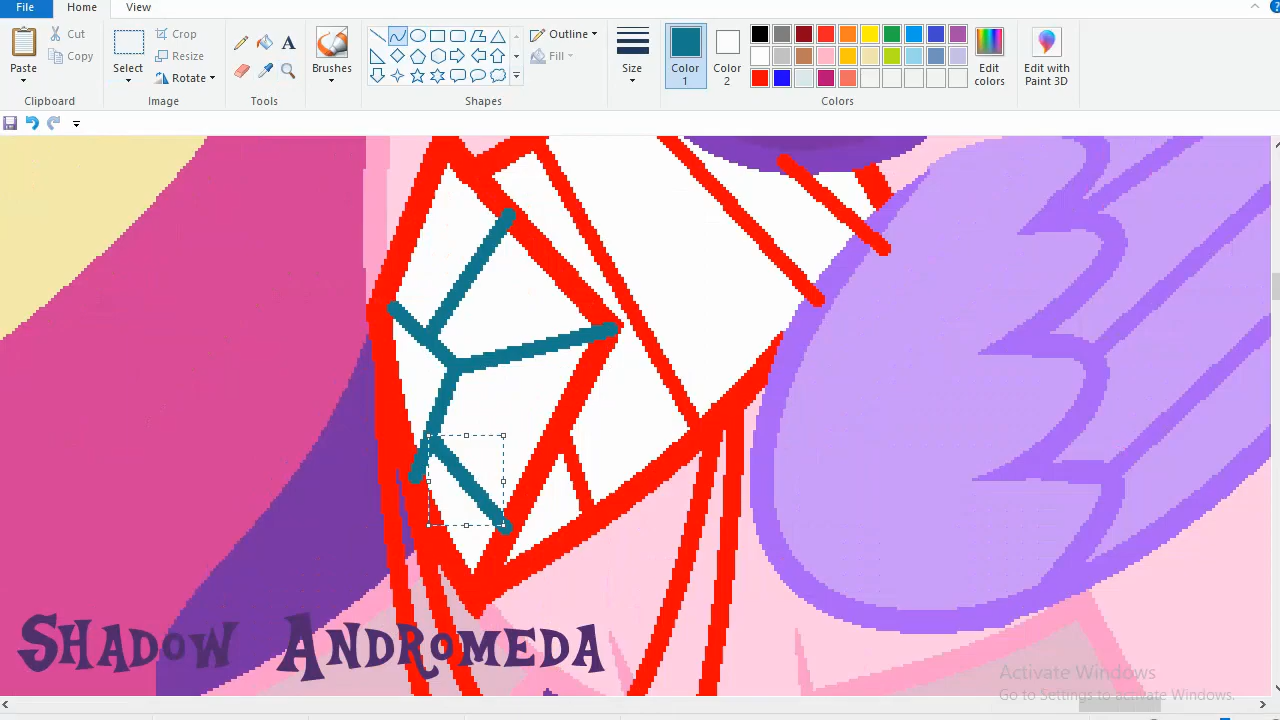 File Home View
Paste Cut Copy Clipboard
Select Crop Resize Rotate Image
A Tools
Brushes
Outline Fill Shapes
Size
Color 1
Color 2
Edit colors Colors
Edit with Paint 3D
Shadow Andromeda
Activate Windows
Go to Settings to activate Windows.